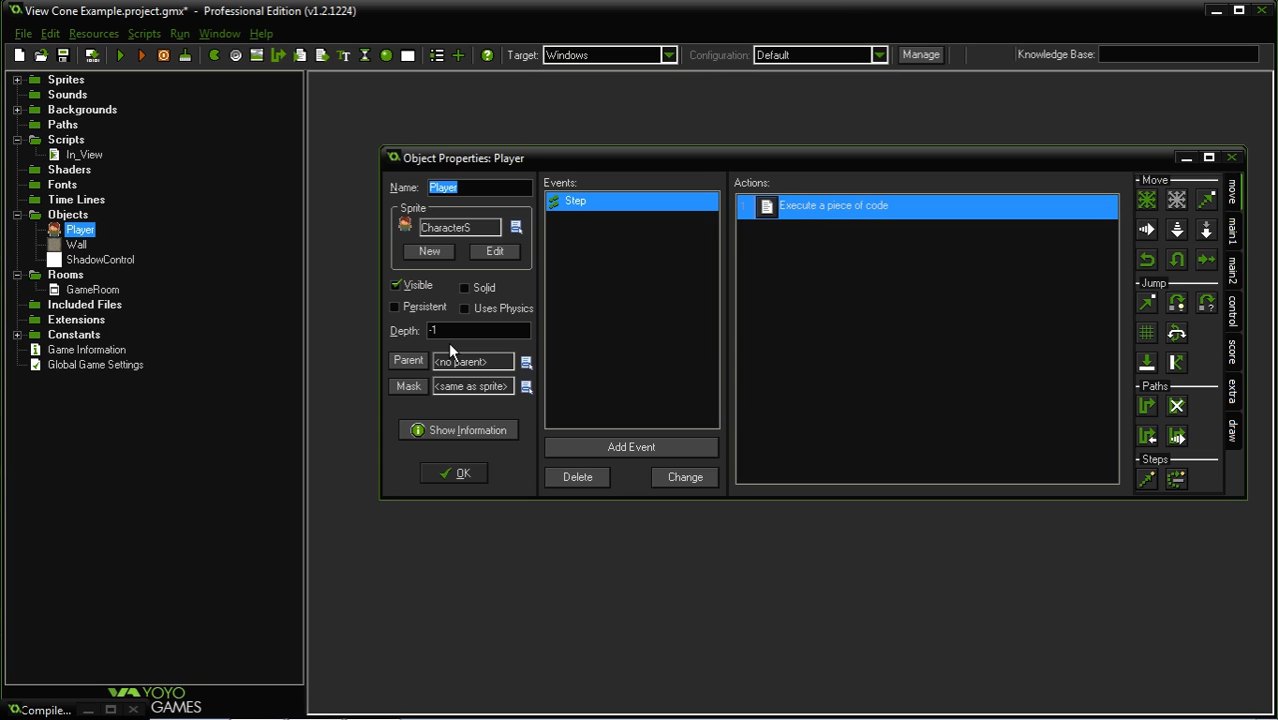 View Cone Example.project.gmx* - Professional Edition (v1.2.1224)
File Edit Resources Scripts Run Window Help
Target: Windows Configuration: Default Manage Knowledge Base:
Sprites
Sounds
Backgrounds
Paths
Scripts
In_View
Shaders
Fonts
Time Lines
Objects
Player
Wall
ShadowControl
Rooms
GameRoom
Included Files
Extensions
Constants
Game Information
Global Game Settings
Object Properties: Player
Name: Player
Sprite
CharacterS
New Edit
Visible Solid
Persistent Uses Physics
Depth: -1
Parent <no parent>
Mask <same as sprite>
Show Information
OK
Events:
Step
Add Event
Delete Change
Actions:
1 Execute a piece of code
Move
Jump
Paths
Steps
move
main1
main2
control
score
extra
draw
YOYO
GAMES
Compile...